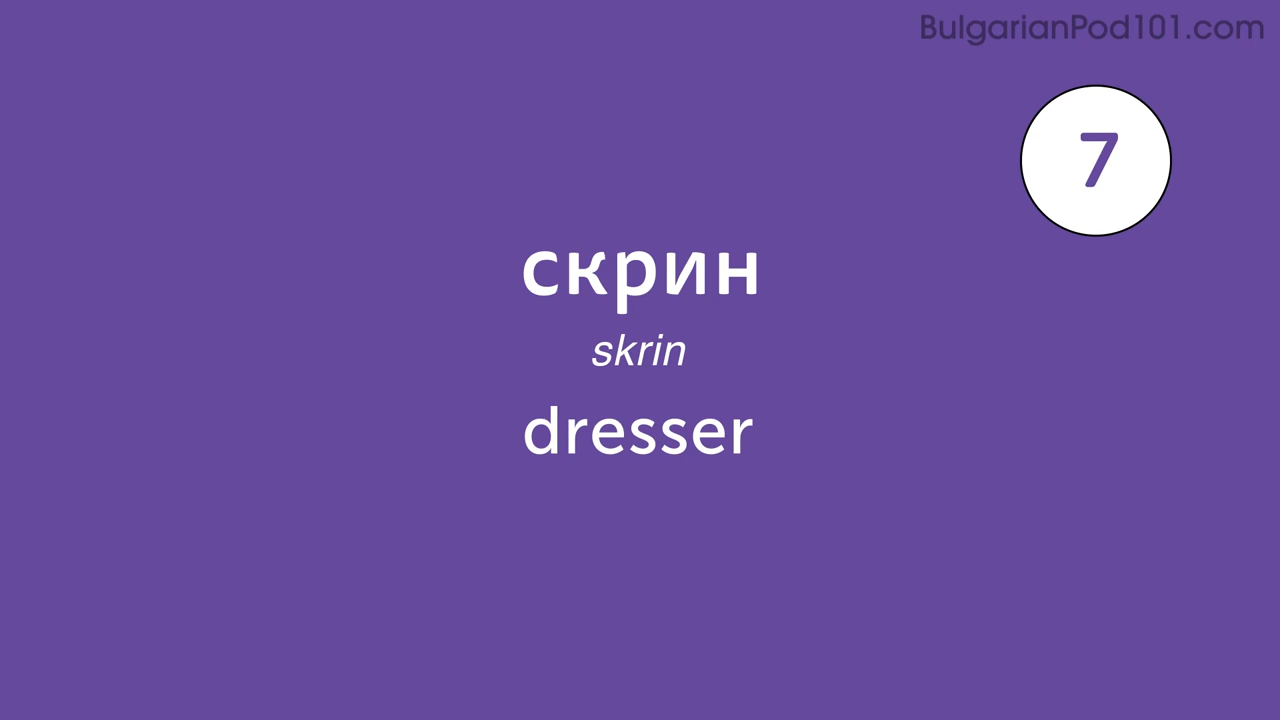 BulgarianPod101.com
7
скрин
skrin
dresser